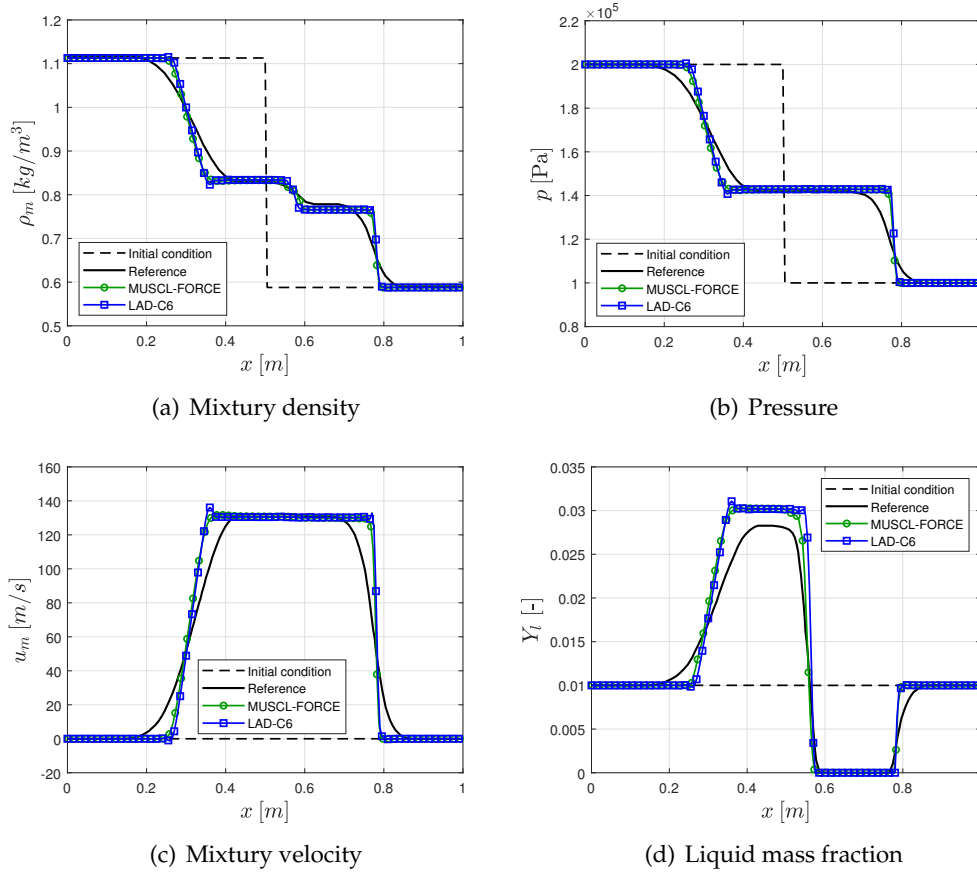 1.2
1.1
1
0.9
0.8
0.7
0.6
0.5
ρm [kg/m³]
Initial condition
Reference
MUSCL-FORCE
LAD-C6
0 0.2 0.4 0.6 0.8 1
x [m]
(a) Mixtury density
×10⁵
2.2
2
1.8
1.6
1.4
1.2
1
0.8
p [Pa]
Initial condition
Reference
MUSCL-FORCE
LAD-C6
0 0.2 0.4 0.6 0.8
x [m]
(b) Pressure
160
140
120
100
80
60
40
20
0
-20
um [m/s]
Initial condition
Reference
MUSCL-FORCE
LAD-C6
0 0.2 0.4 0.6 0.8 1
x [m]
(c) Mixtury velocity
0.035
0.03
0.025
0.02
0.015
0.01
0.005
0
Yl [-]
Initial condition
Reference
MUSCL-FORCE
LAD-C6
0 0.2 0.4 0.6 0.8
x [m]
(d) Liquid mass fraction